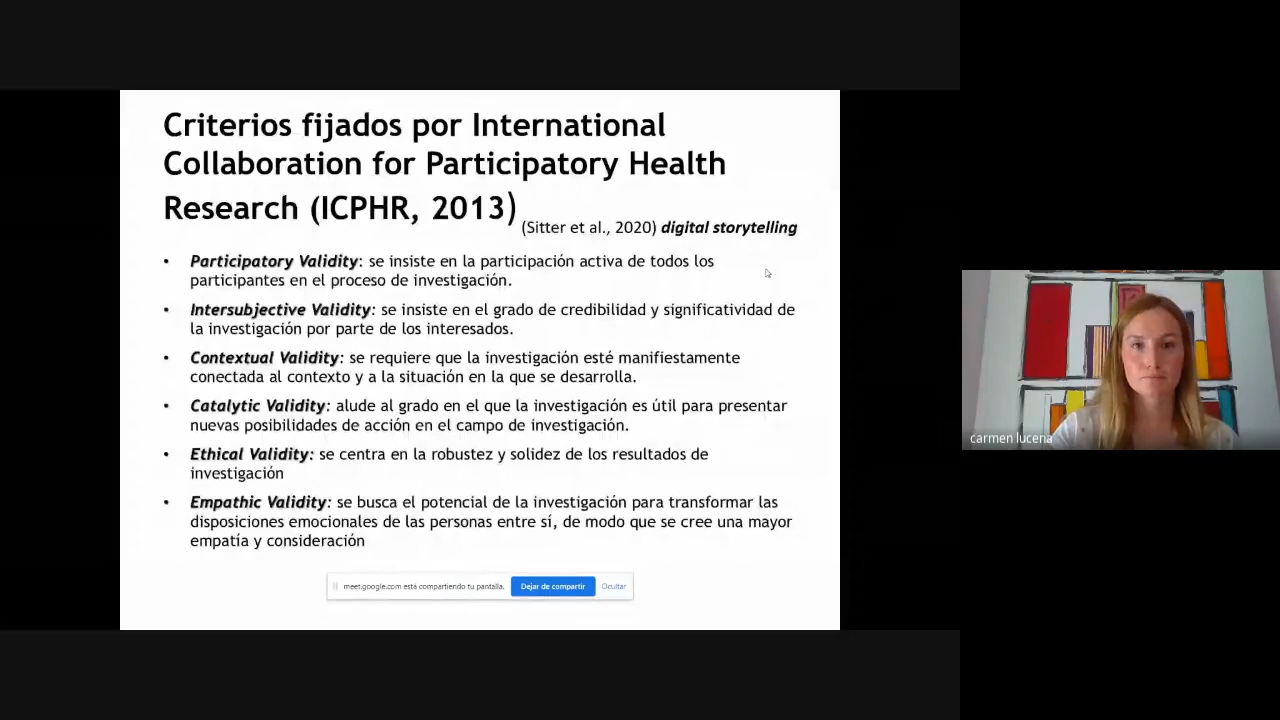 Criterios fijados por International
Collaboration for Participatory Health
Research (ICPHR, 2013)
(Sitter et al., 2020) digital storytelling
• Participatory Validity: se insiste en la participación activa de todos los
participantes en el proceso de investigación.
• Intersubjective Validity: se insiste en el grado de credibilidad y significatividad de
la investigación por parte de los interesados.
• Contextual Validity: se requiere que la investigación esté manifiestamente
conectada al contexto y a la situación en la que se desarrolla.
• Catalytic Validity: alude al grado en el que la investigación es útil para presentar
nuevas posibilidades de acción en el campo de investigación.
• Ethical Validity: se centra en la robustez y solidez de los resultados de
investigación
• Empathic Validity: se busca el potencial de la investigación para transformar las
disposiciones emocionales de las personas entre sí, de modo que se cree una mayor
empatía y consideración
meet.google.com está compartiendo tu pantalla. Dejar de compartir Ocultar
carmen lucena